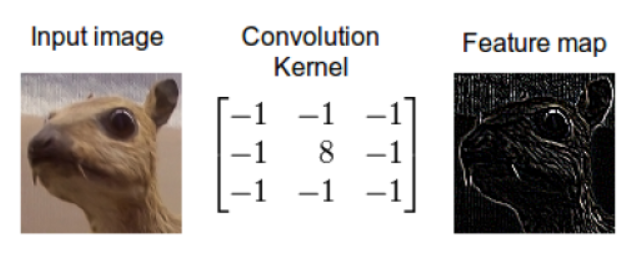 Input image
Convolution
Kernel
Feature map
−1 −1 −1
−1 8 −1
−1 −1 −1